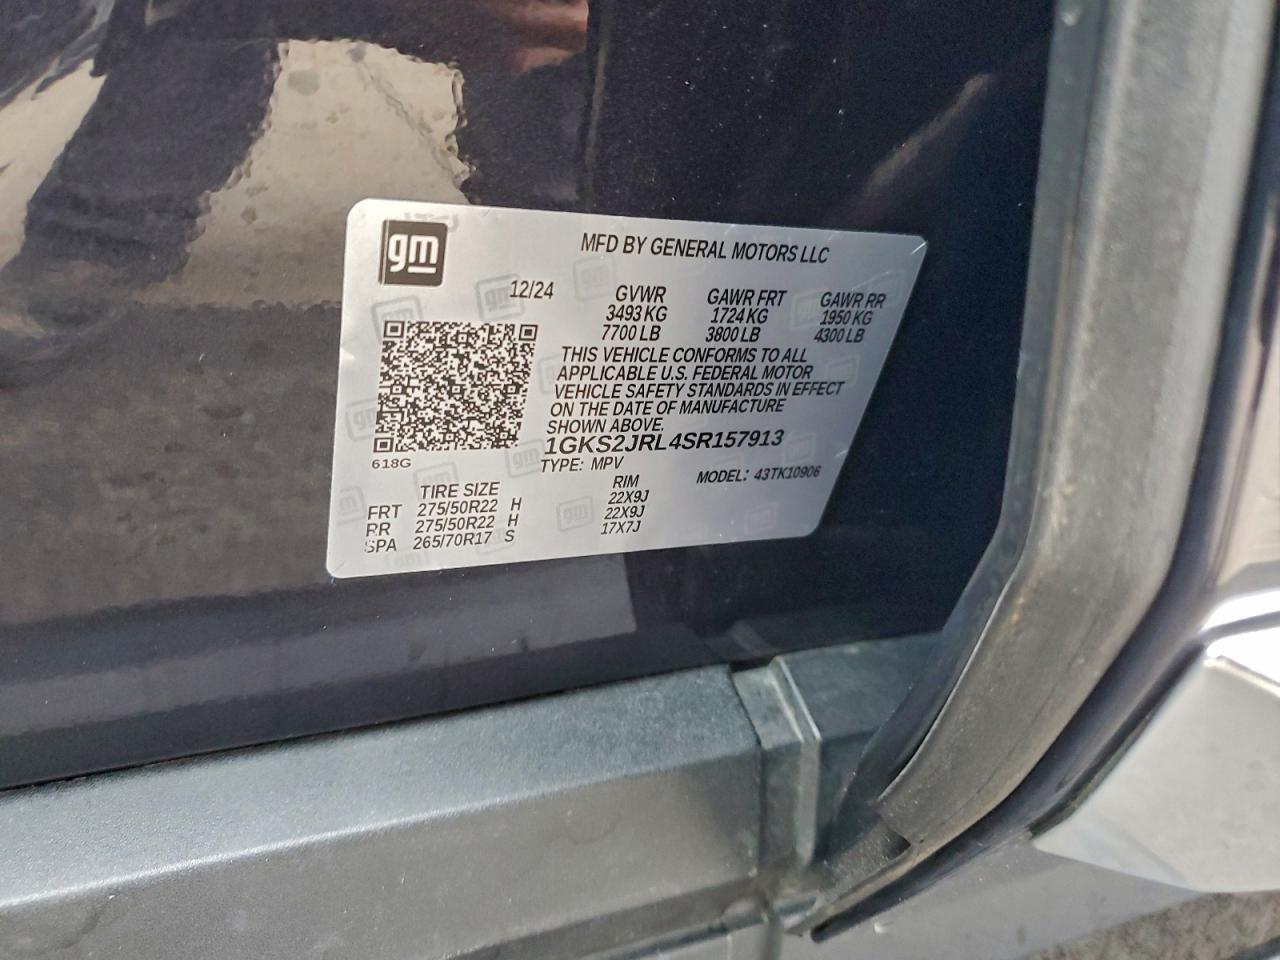 gm
MFD BY GENERAL MOTORS LLC
12/24 GVWR GAWR FRT GAWR RR
3493 KG 1724 KG 1950 KG
7700 LB 3800 LB 4300 LB
THIS VEHICLE CONFORMS TO ALL
APPLICABLE U.S. FEDERAL MOTOR
VEHICLE SAFETY STANDARDS IN EFFECT
ON THE DATE OF MANUFACTURE
SHOWN ABOVE.
1GKS2JRL4SR157913
618G
TYPE: MPV MODEL: 43TK10906
TIRE SIZE RIM
FRT 275/50R22 H 22X9J
RR 275/50R22 H 22X9J
SPA 265/70R17 S 17X7J